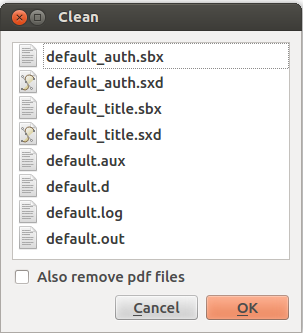 Clean
default_auth.sbx
default_auth.sxd
default_title.sbx
default_title.sxd
default.aux
default.d
default.log
default.out
Also remove pdf files
Cancel OK